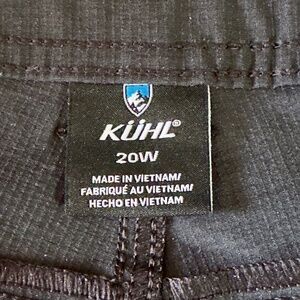 KÜHL®
20W
MADE IN VIETNAM/
FABRIQUÉ AU VIETNAM/
HECHO EN VIETNAM